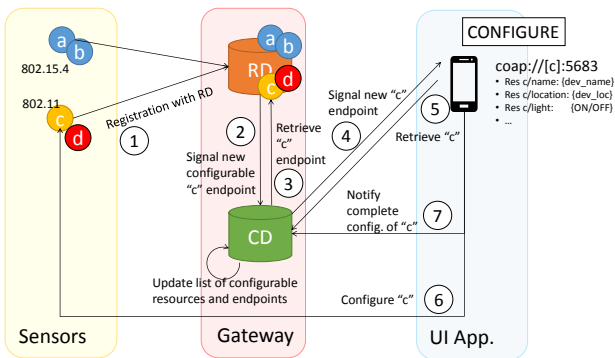 a
b
802.15.4
802.11
c
d
Registration with RD
1
Sensors
RD
a
b
c
d
2
Signal new
configurable
"c" endpoint
Retrieve
"c"
endpoint
3
CD
Update list of configurable
resources and endpoints
Gateway
CONFIGURE
coap://[c]:5683
• Res c/name: {dev_name}
• Res c/location: {dev_loc}
• Res c/light: {ON/OFF}
• ...
Signal new "c"
endpoint
4
5
Retrieve "c"
Notify
complete
config. of "c"
7
Configure "c"
6
UI App.